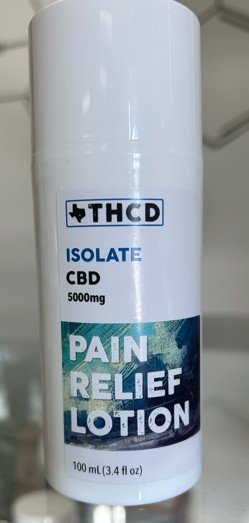 THCD
ISOLATE
CBD
5000mg
PAIN
RELIEF
LOTION
100 mL (3.4 fl oz)